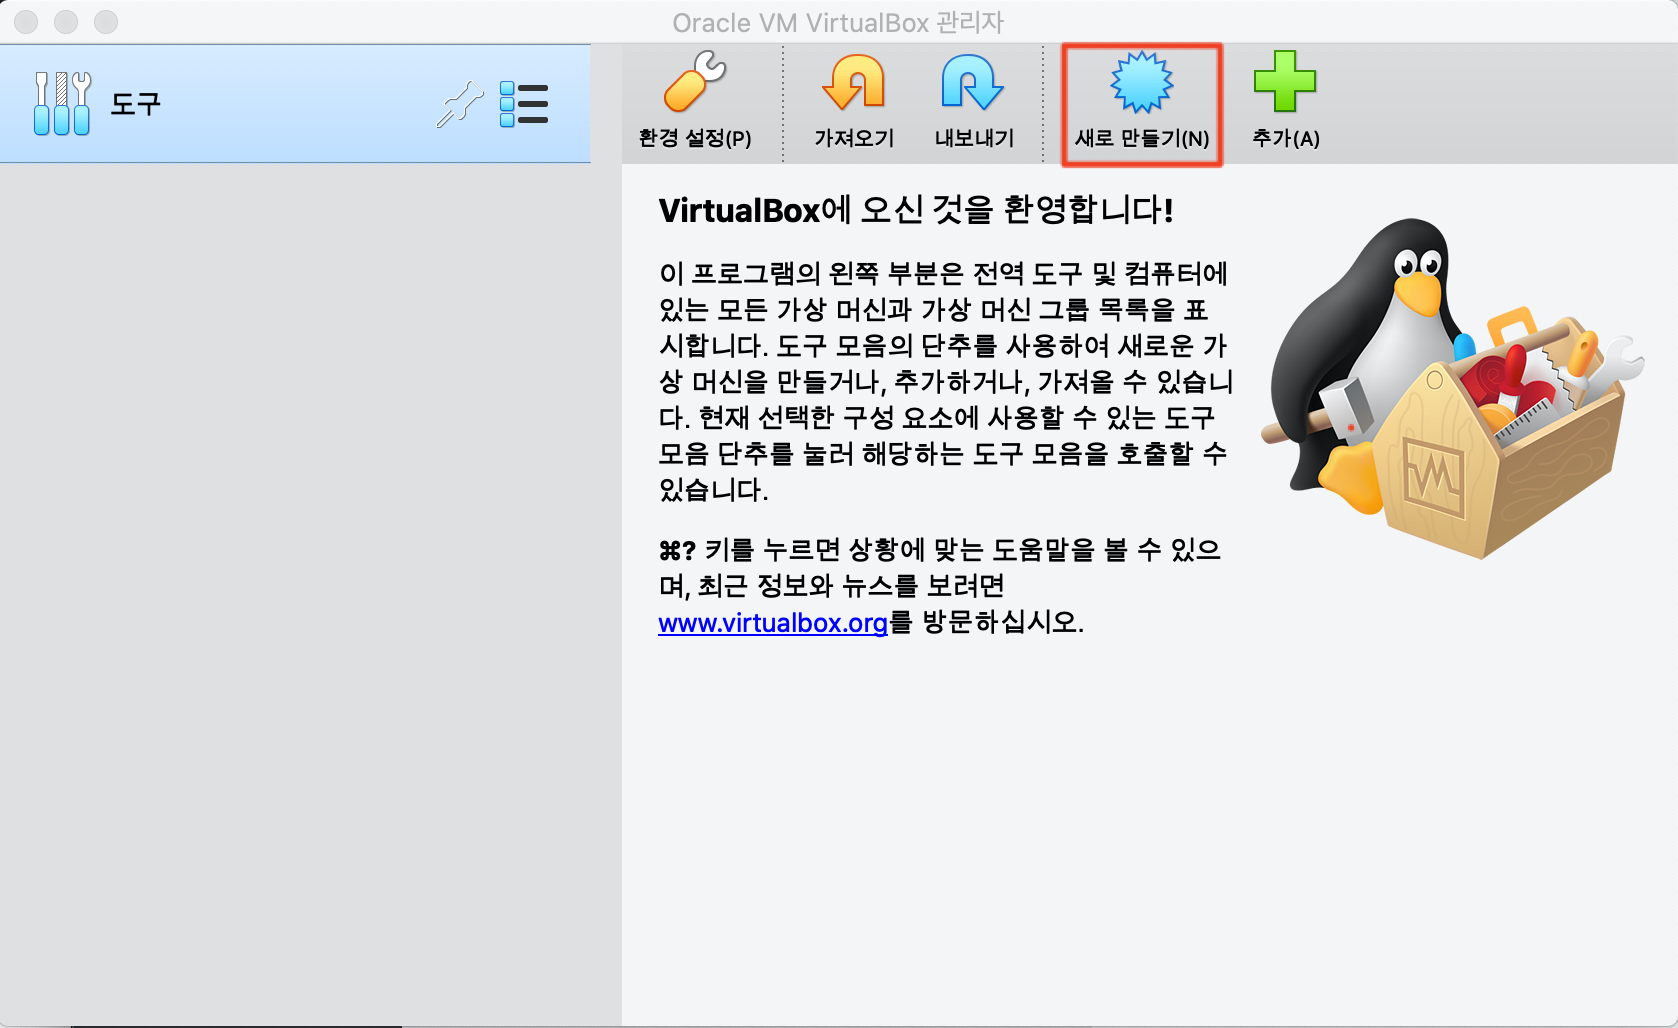 Oracle VM VirtualBox 관리자
도구
환경 설정(P)
가져오기
내보내기
새로 만들기(N)
추가(A)
VirtualBox에 오신 것을 환영합니다!
이 프로그램의 왼쪽 부분은 전역 도구 및 컴퓨터에
있는 모든 가상 머신과 가상 머신 그룹 목록을 표
시합니다. 도구 모음의 단추를 사용하여 새로운 가
상 머신을 만들거나, 추가하거나, 가져올 수 있습니
다. 현재 선택한 구성 요소에 사용할 수 있는 도구
모음 단추를 눌러 해당하는 도구 모음을 호출할 수
있습니다.
⌘? 키를 누르면 상황에 맞는 도움말을 볼 수 있으
며, 최근 정보와 뉴스를 보려면
www.virtualbox.org를 방문하십시오.